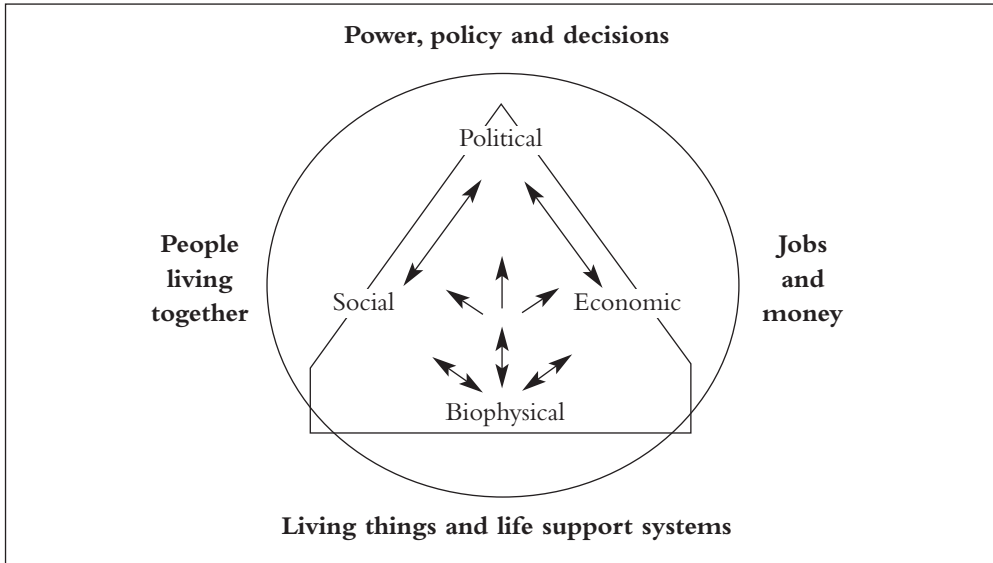 Power, policy and decisions
Political
People
living
together
Jobs
and
money
Social
Economic
Biophysical
Living things and life support systems